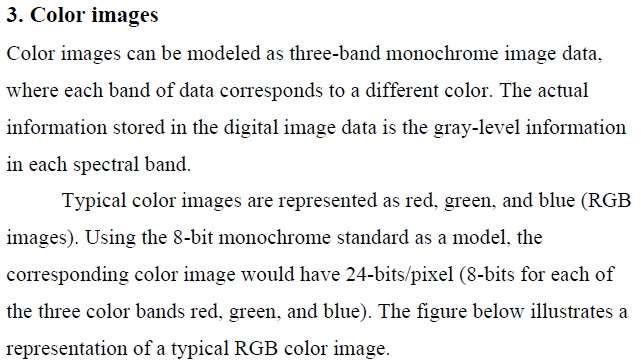 3. Color images
Color images can be modeled as three-band monochrome image data,
where each band of data corresponds to a different color. The actual
information stored in the digital image data is the gray-level information
in each spectral band.
Typical color images are represented as red, green, and blue (RGB
images). Using the 8-bit monochrome standard as a model, the
corresponding color image would have 24-bits/pixel (8-bits for each of
the three color bands red, green, and blue). The figure below illustrates a
representation of a typical RGB color image.